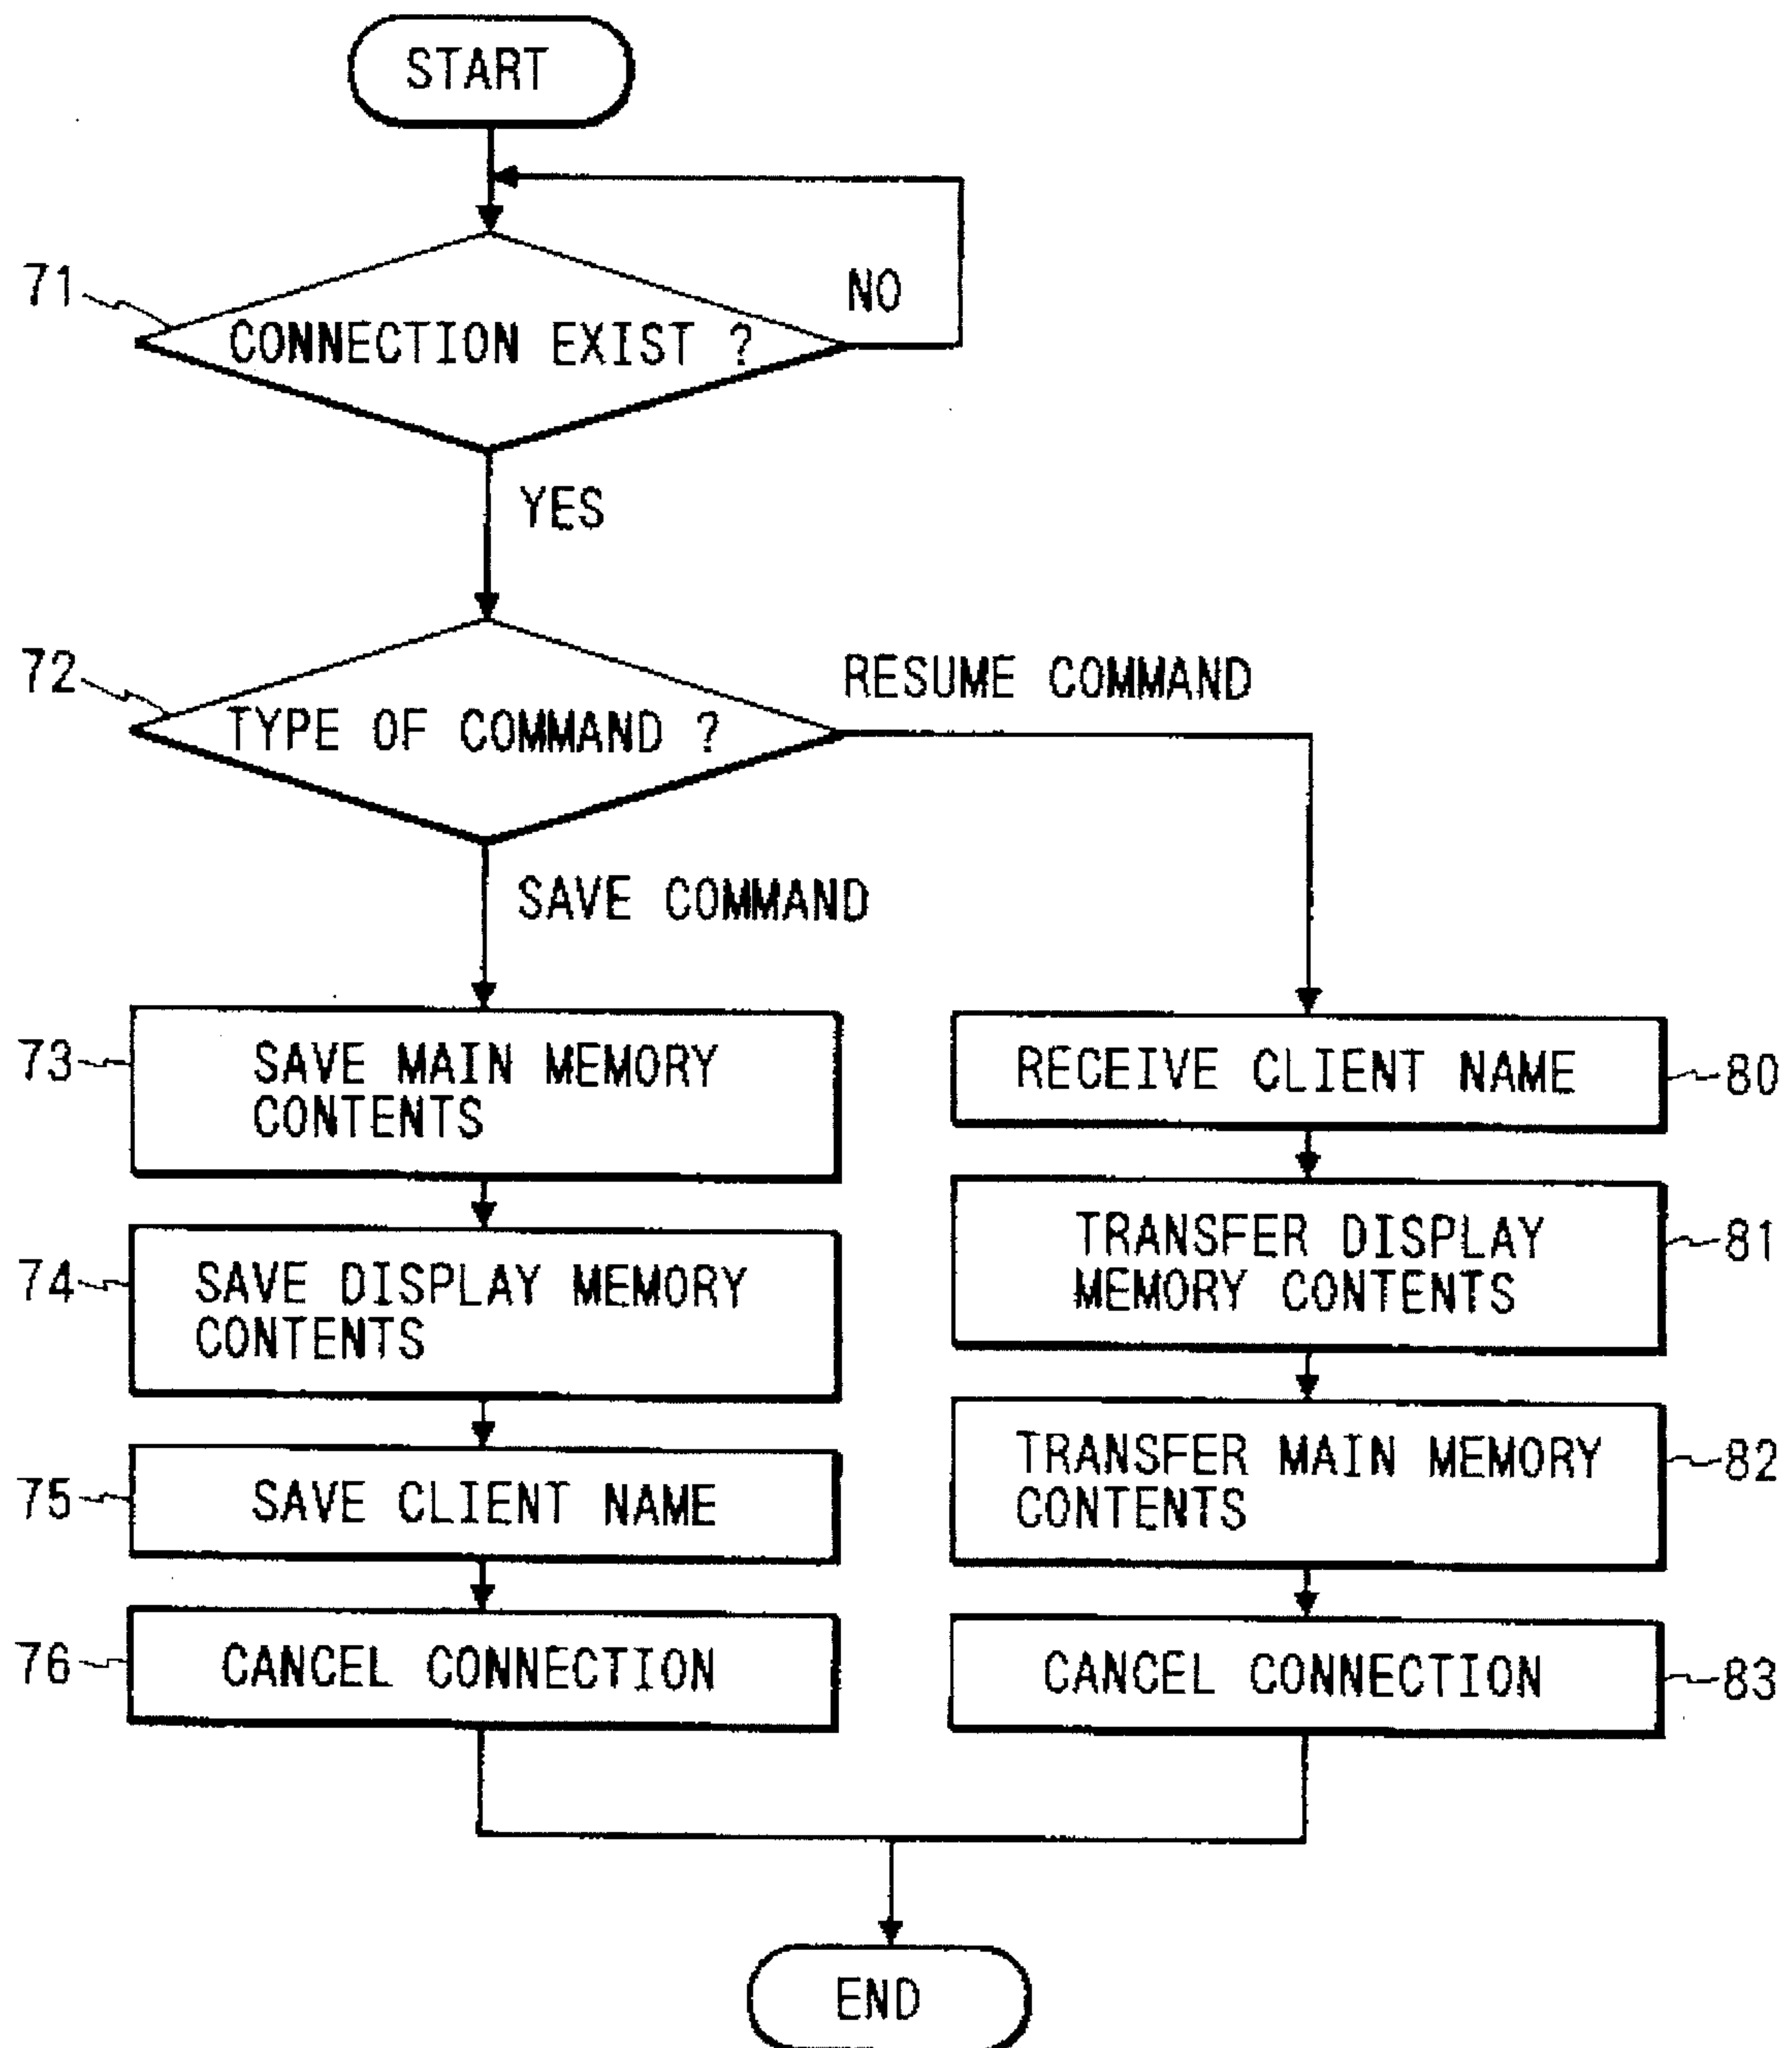 START
71
NO
CONNECTION EXIST ?
YES
72
RESUME COMMAND
TYPE OF COMMAND ?
SAVE COMMAND
73
SAVE MAIN MEMORY
CONTENTS
74
SAVE DISPLAY MEMORY
CONTENTS
75
SAVE CLIENT NAME
76
CANCEL CONNECTION
RECEIVE CLIENT NAME
80
TRANSFER DISPLAY
MEMORY CONTENTS
81
TRANSFER MAIN MEMORY
CONTENTS
82
CANCEL CONNECTION
83
END